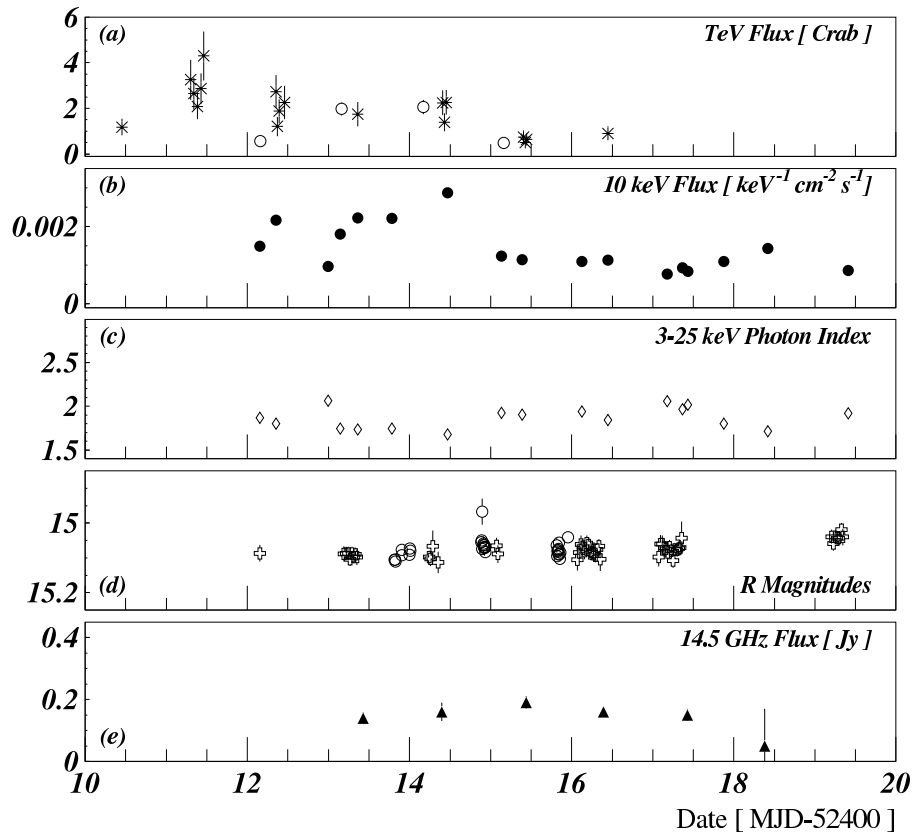 6
(a)
TeV Flux [ Crab ]
4
2
0
(b)
10 keV Flux [ keV⁻¹ cm⁻² s⁻¹]
0.002
0
(c)
3-25 keV Photon Index
2.5
2
1.5
15
15.2
(d)
R Magnitudes
0.4
14.5 GHz Flux [ Jy ]
0.2
(e)
0
10 12 14 16 18 20
Date [ MJD-52400 ]